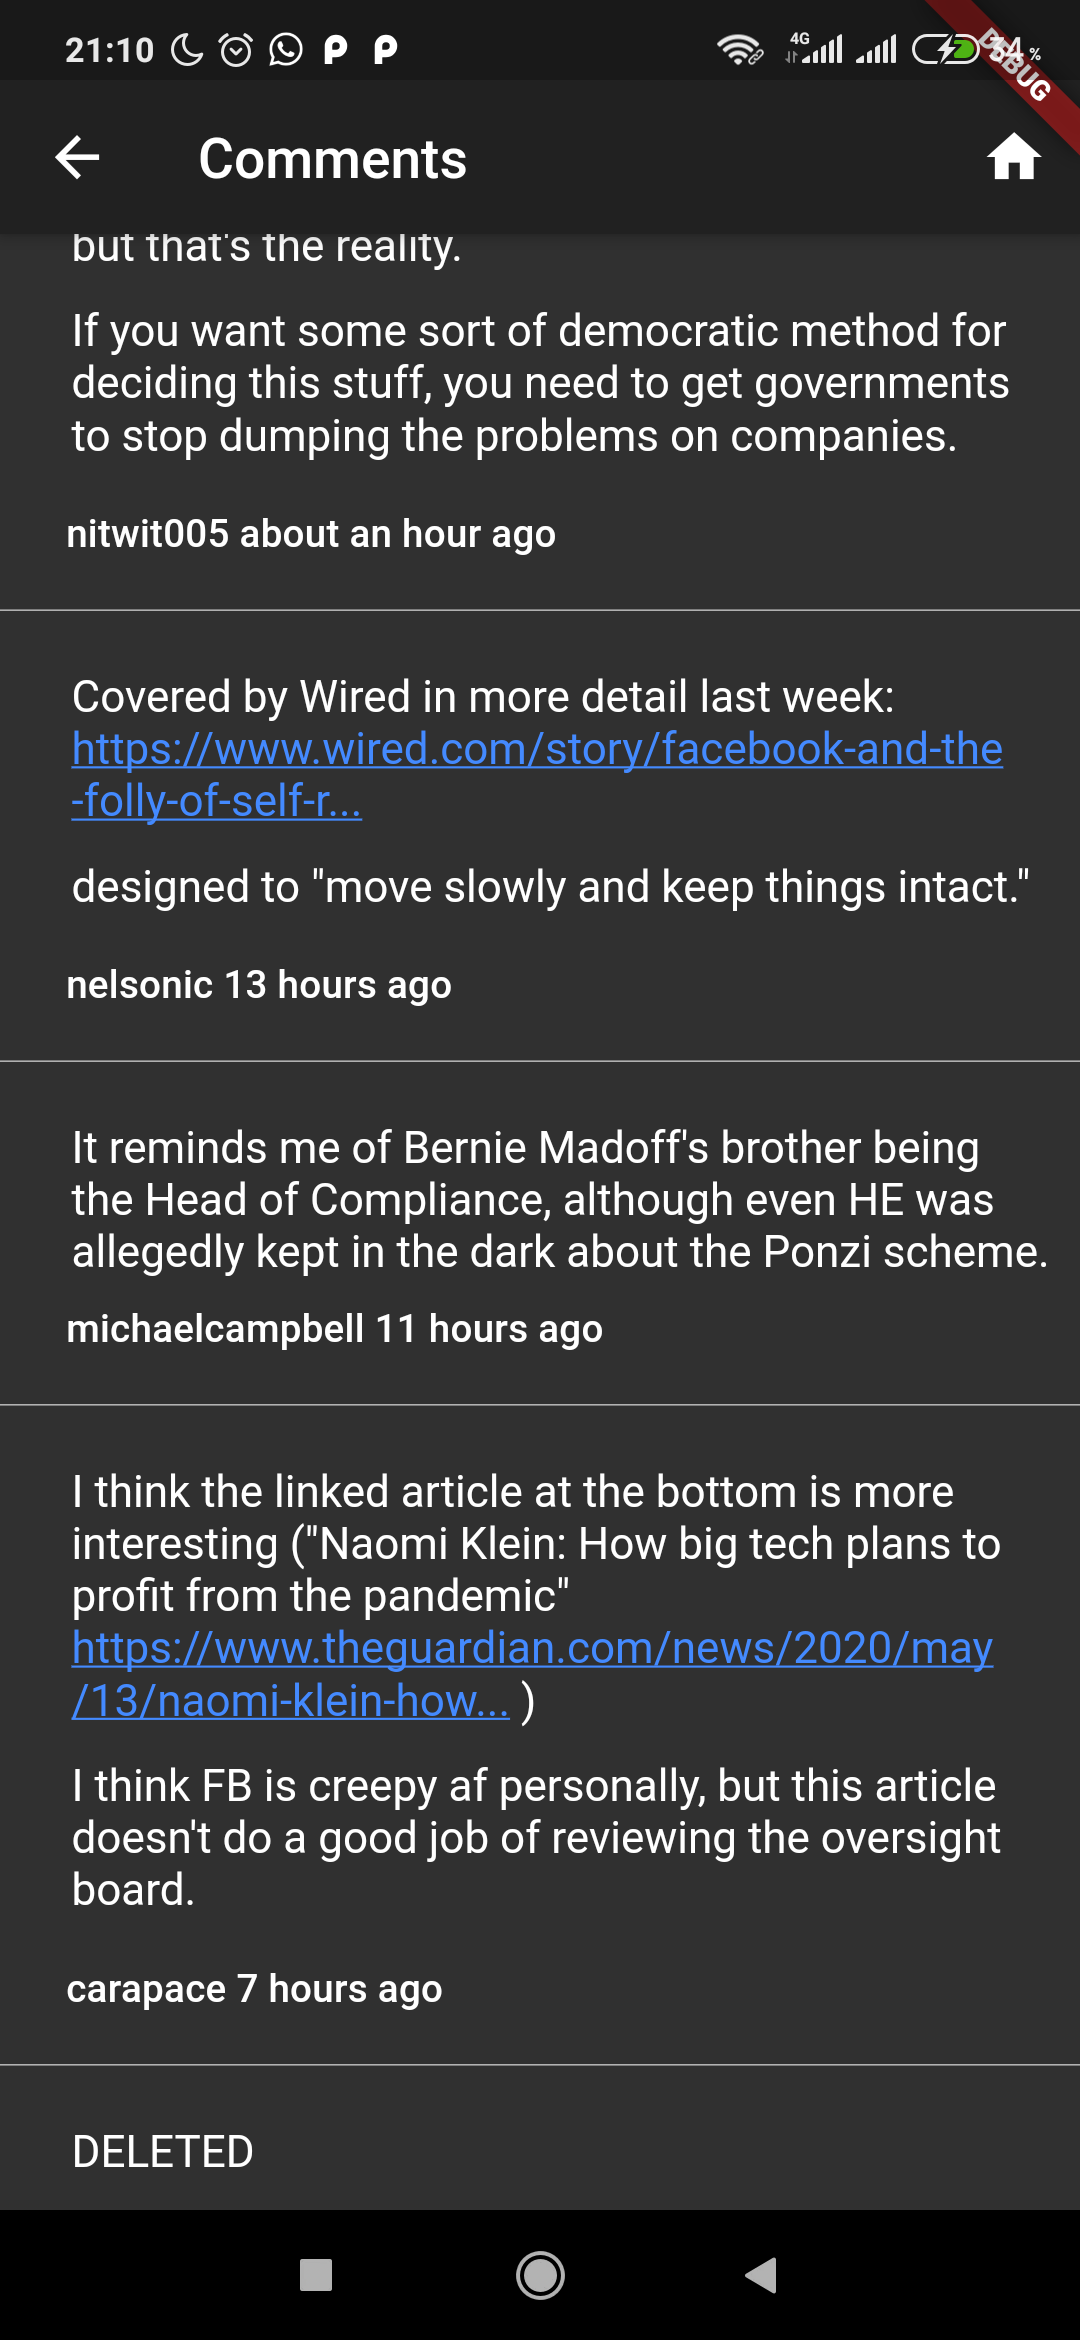 21:10
4G
34%
DEBUG
Comments
but that's the reality.
If you want some sort of democratic method for
deciding this stuff, you need to get governments
to stop dumping the problems on companies.
nitwit005 about an hour ago
Covered by Wired in more detail last week:
https://www.wired.com/story/facebook-and-the
-folly-of-self-r...
designed to "move slowly and keep things intact."
nelsonic 13 hours ago
It reminds me of Bernie Madoff's brother being
the Head of Compliance, although even HE was
allegedly kept in the dark about the Ponzi scheme.
michaelcampbell 11 hours ago
I think the linked article at the bottom is more
interesting ("Naomi Klein: How big tech plans to
profit from the pandemic"
https://www.theguardian.com/news/2020/may
/13/naomi-klein-how... )
I think FB is creepy af personally, but this article
doesn't do a good job of reviewing the oversight
board.
carapace 7 hours ago
DELETED